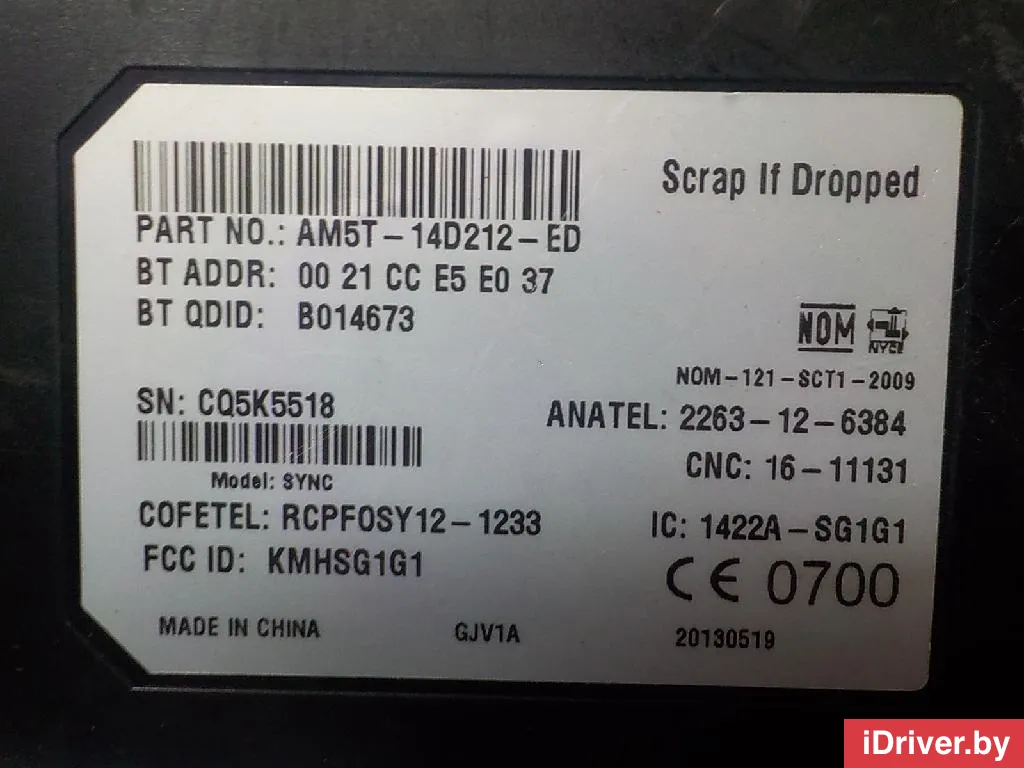 Scrap If Dropped
PART NO.: AM5T-14D212-ED
BT ADDR: 00 21 CC E5 E0 37
BT QDID: B014673
NOM
NYCE
NOM-121-SCT1-2009
SN: CQ5K5518
ANATEL: 2263-12-6384
CNC: 16-11131
Model: SYNC
COFETEL: RCPFOSY12-1233
IC: 1422A-SG1G1
FCC ID: KMHSG1G1
CE 0700
MADE IN CHINA
GJV1A
20130519
iDriver.by